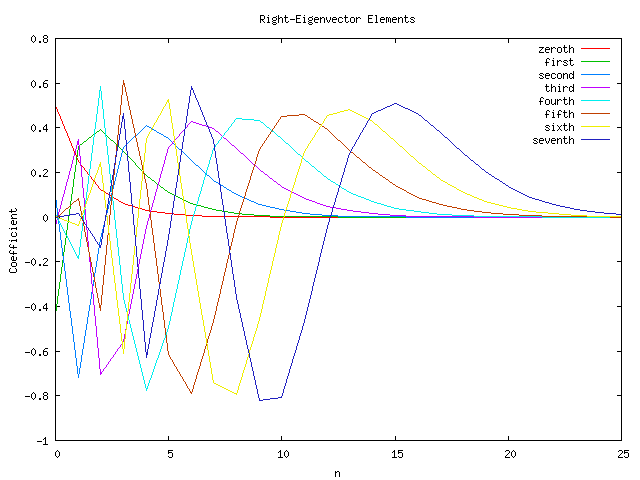 Right-Eigenvector Elements
0.8
0.6
0.4
0.2
0
-0.2
-0.4
-0.6
-0.8
-1
Coefficient
zeroth
first
second
third
fourth
fifth
sixth
seventh
0 5 10 15 20 25
n